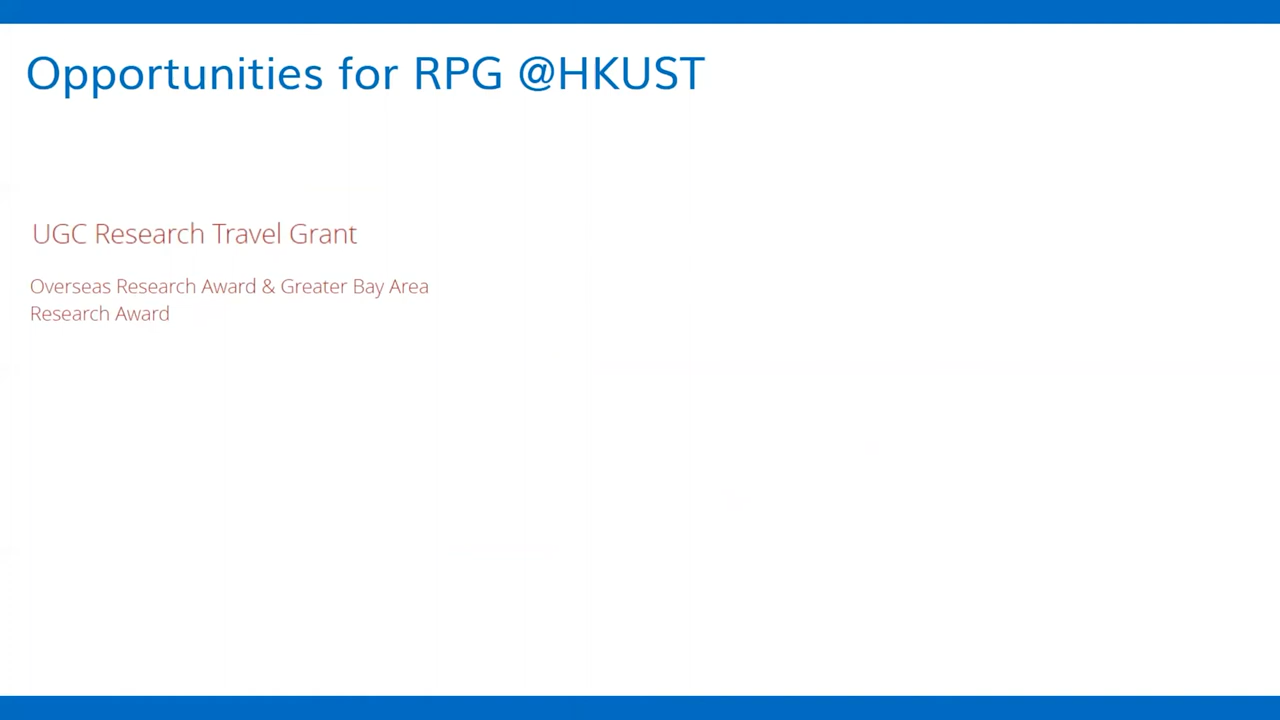 Opportunities for RPG @HKUST
UGC Research Travel Grant
Overseas Research Award & Greater Bay Area
Research Award